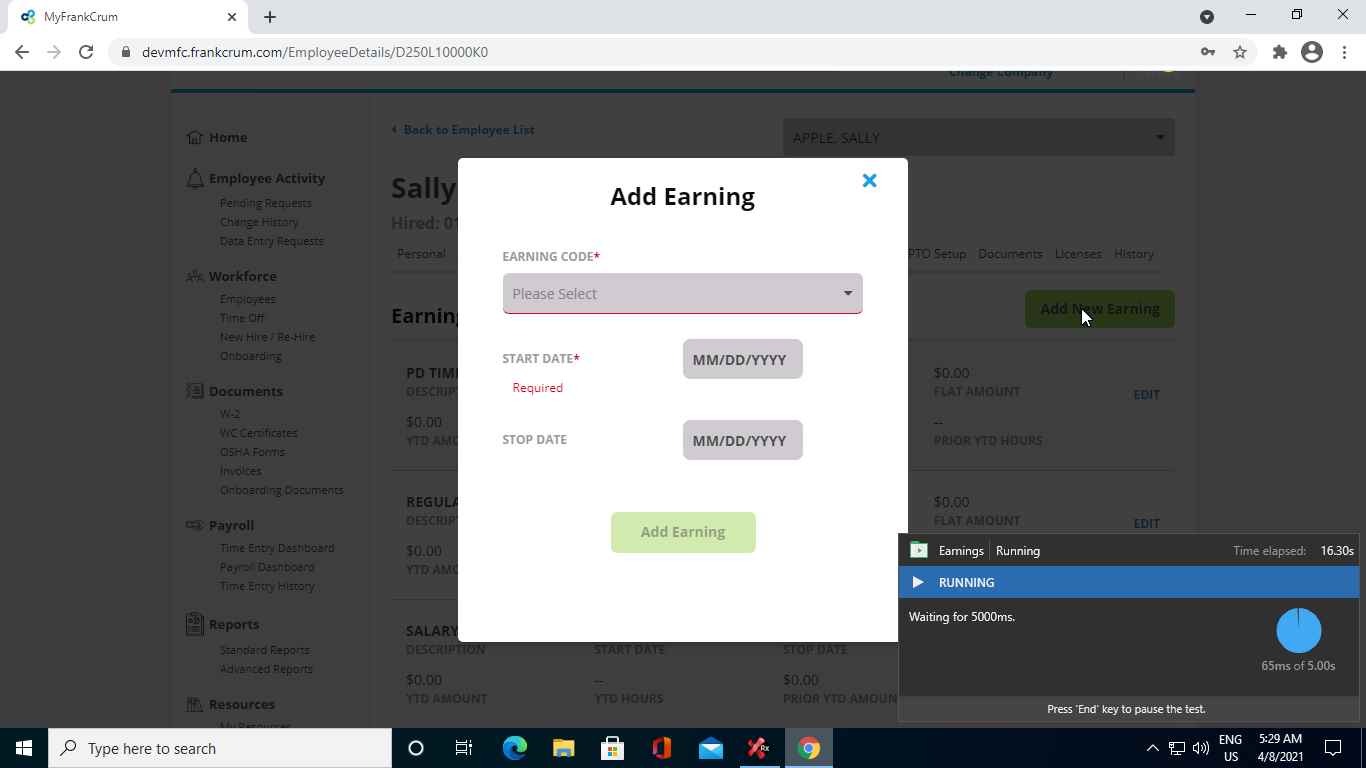 MyFrankCrum
devmfc.frankcrum.com/EmployeeDetails/D250L10000K0
Change Company
Home
Employee Activity
Pending Requests
Change History
Data Entry Requests
Workforce
Employees
Time Off
New Hire / Re-Hire
Onboarding
Documents
W-2
WC Certificates
OSHA Forms
Invoices
Onboarding Documents
Payroll
Time Entry Dashboard
Payroll Dashboard
Time Entry History
Reports
Standard Reports
Advanced Reports
Resources
My Resources
Back to Employee List
APPLE, SALLY
Sally
Hired: 01
Personal
PTO Setup Documents Licenses History
Earning
Add New Earning
PD TIM
DESCRIP
$0.00
FLAT AMOUNT
EDIT
$0.00
YTD AMO
--
PRIOR YTD HOURS
REGULA
DESCRIP
$0.00
FLAT AMOUNT
EDIT
$0.00
YTD AMO
SALARY
DESCRIPTION
START DATE
STOP DATE
$0.00
YTD AMOUNT
--
YTD HOURS
$0.00
PRIOR YTD AMOUN
Add Earning
EARNING CODE*
Please Select
START DATE*
MM/DD/YYYY
Required
STOP DATE
MM/DD/YYYY
Add Earning
Earnings Running Time elapsed: 16.30s
RUNNING
Waiting for 5000ms.
65ms of 5.00s
Press 'End' key to pause the test.
Type here to search
Rx
ENG
US
5:29 AM
4/8/2021